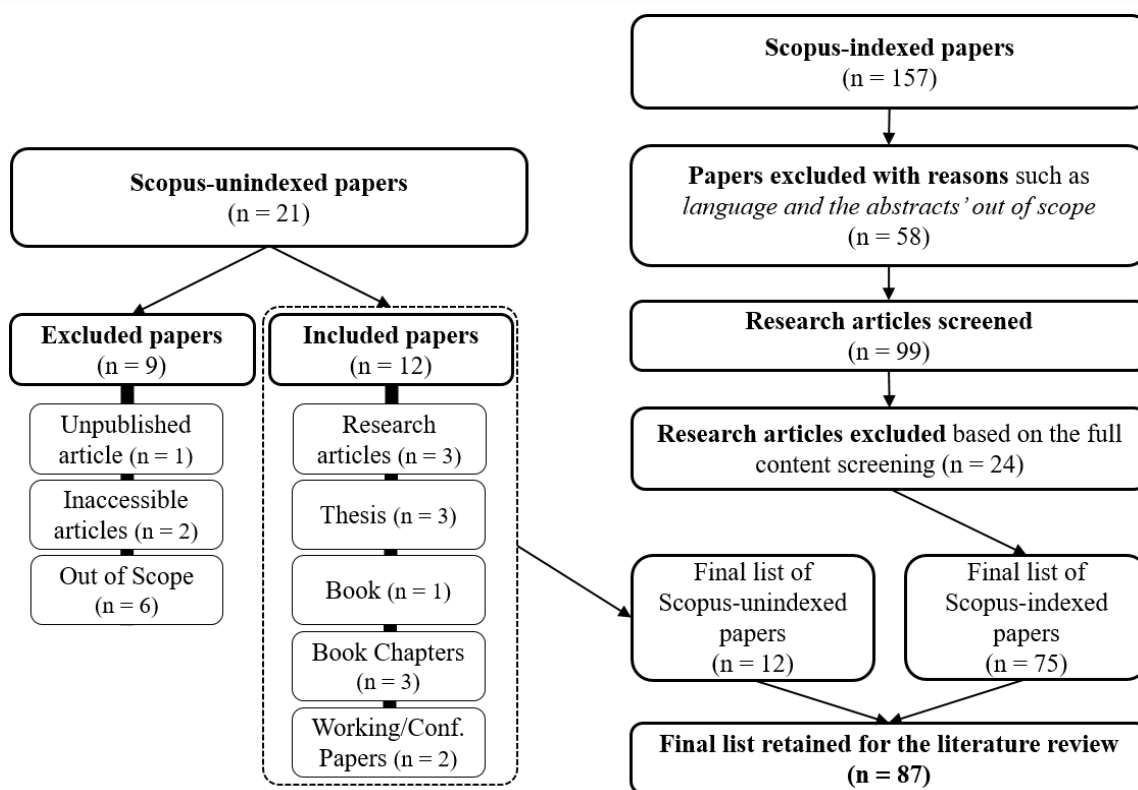 Scopus-indexed papers
(n = 157)
Papers excluded with reasons such as
language and the abstracts’ out of scope
(n = 58)
Research articles screened
(n = 99)
Research articles excluded based on the full
content screening (n = 24)
Scopus-unindexed papers
(n = 21)
Excluded papers
(n = 9)
Unpublished
article (n = 1)
Inaccessible
articles (n = 2)
Out of Scope
(n = 6)
Included papers
(n = 12)
Research
articles (n = 3)
Thesis (n = 3)
Book (n = 1)
Book Chapters
(n = 3)
Working/Conf.
Papers (n = 2)
Final list of
Scopus-unindexed
papers
(n = 12)
Final list of
Scopus-indexed
papers
(n = 75)
Final list retained for the literature review
(n = 87)